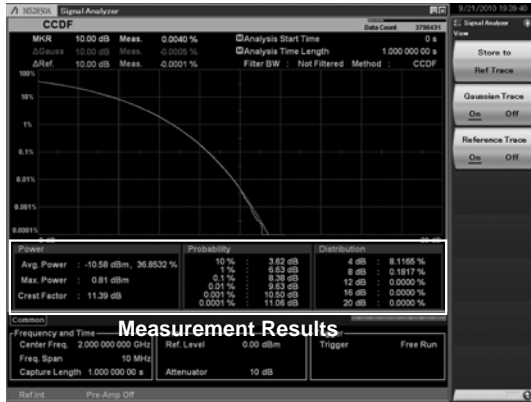 MS2830A Signal Analyzer 9/21/2010 19:39:40
CCDF Data Count 3798431
MKR 10.00 dB Meas. 0.0040 % Analysis Start Time 0 s
ΔGauss 10.00 dB Meas. -0.0005 % Analysis Time Length 1.000 000 00 s
ΔRef. 10.00 dB Meas. -0.0001 % Filter BW : Not Filtered Method : CCDF
100%
10%
1%
0.1%
0.01%
0.001%
0.0001%
0 dB 20 dB
Power Probability Distribution
Avg. Power : -10.58 dBm, 36.8532 % 10 % : 3.62 dB 4 dB : 8.1165 %
1 % : 6.63 dB 8 dB : 0.1817 %
Max. Power : 0.81 dBm 0.1 % : 8.38 dB 12 dB : 0.0000 %
0.01 % : 9.63 dB 16 dB : 0.0000 %
Crest Factor : 11.39 dB 0.001 % : 10.50 dB 20 dB : 0.0000 %
0.0001 % : 11.06 dB
Common
Measurement Results
Frequency and Time
Center Freq. 2.000 000 000 GHz Ref. Level 0.00 dBm Trigger Free Run
Freq. Span 10 MHz
Capture Length 1.000 000 00 s Attenuator 10 dB
Ref.Int Pre-Amp Off
Signal Analyzer
View
Store to
Ref Trace
Gaussian Trace
On Off
Reference Trace
On Off